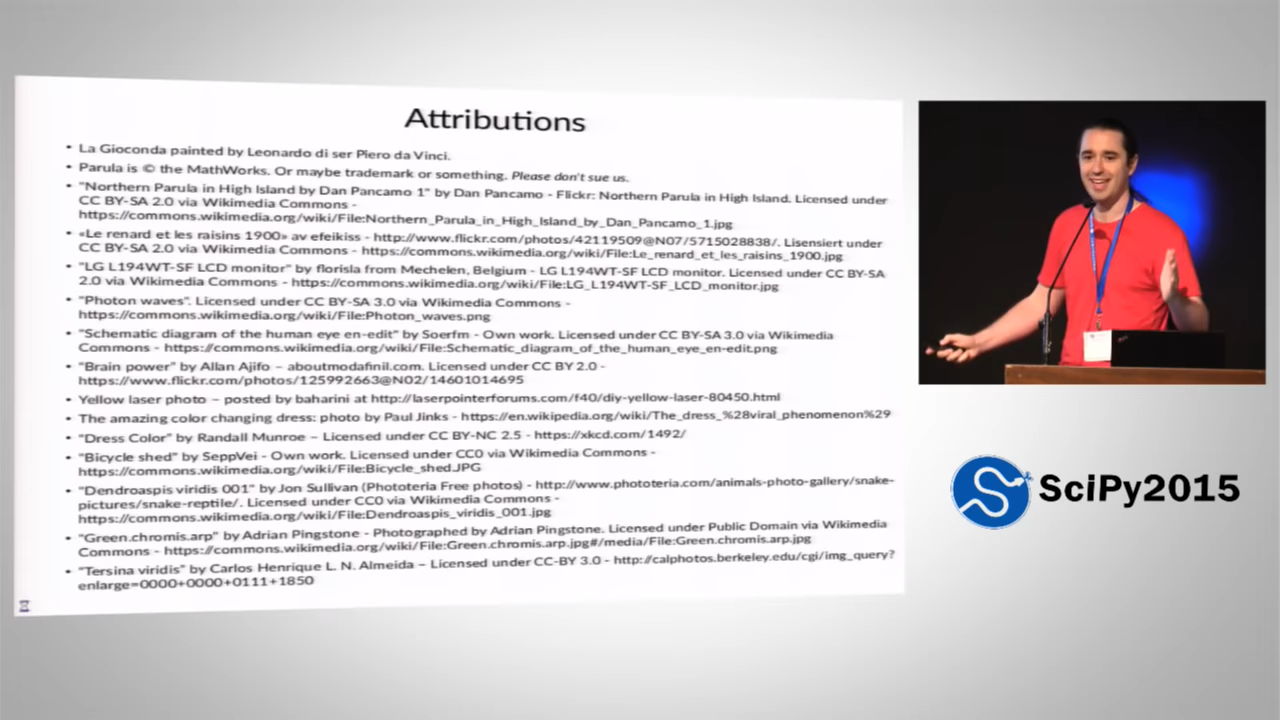 Attributions
• La Gioconda painted by Leonardo di ser Piero da Vinci.
• Parula is © the MathWorks. Or maybe trademark or something. Please don't sue us.
• "Northern Parula in High Island by Dan Pancamo 1" by Dan Pancamo - Flickr: Northern Parula in High Island. Licensed under
CC BY-SA 2.0 via Wikimedia Commons -
https://commons.wikimedia.org/wiki/File:Northern_Parula_in_High_Island_by_Dan_Pancamo_1.jpg
• «Le renard et les raisins 1900» av efeikiss - http://www.flickr.com/photos/42119509@N07/5715028838/. Lisensiert under
CC BY-SA 2.0 via Wikimedia Commons - https://commons.wikimedia.org/wiki/File:Le_renard_et_les_raisins_1900.jpg
• "LG L194WT-SF LCD monitor" by florisla from Mechelen, Belgium - LG L194WT-SF LCD monitor. Licensed under CC BY-SA
2.0 via Wikimedia Commons - https://commons.wikimedia.org/wiki/File:LG_L194WT-SF_LCD_monitor.jpg
• "Photon waves". Licensed under CC BY-SA 3.0 via Wikimedia Commons -
https://commons.wikimedia.org/wiki/File:Photon_waves.png
• "Schematic diagram of the human eye en-edit" by Soerfm - Own work. Licensed under CC BY-SA 3.0 via Wikimedia
Commons - https://commons.wikimedia.org/wiki/File:Schematic_diagram_of_the_human_eye_en-edit.png
• "Brain power" by Allan Ajifo – aboutmodafinil.com. Licensed under CC BY 2.0 -
https://www.flickr.com/photos/125992663@N02/14601014695
• Yellow laser photo – posted by baharini at http://laserpointerforums.com/f40/diy-yellow-laser-80450.html
• The amazing color changing dress: photo by Paul Jinks - https://en.wikipedia.org/wiki/The_dress_%28viral_phenomenon%29
• "Dress Color" by Randall Munroe – Licensed under CC BY-NC 2.5 - https://xkcd.com/1492/
• "Bicycle shed" by SeppVei - Own work. Licensed under CC0 via Wikimedia Commons -
https://commons.wikimedia.org/wiki/File:Bicycle_shed.JPG
• "Dendroaspis viridis 001" by Jon Sullivan (Phototeria Free photos) - http://www.phototeria.com/animals-photo-gallery/snake-
pictures/snake-reptile/. Licensed under CC0 via Wikimedia Commons -
https://commons.wikimedia.org/wiki/File:Dendroaspis_viridis_001.jpg
• "Green.chromis.arp" by Adrian Pingstone - Photographed by Adrian Pingstone. Licensed under Public Domain via Wikimedia
Commons - https://commons.wikimedia.org/wiki/File:Green.chromis.arp.jpg#/media/File:Green.chromis.arp.jpg
• "Tersina viridis" by Carlos Henrique L. N. Almeida – Licensed under CC-BY 3.0 - http://calphotos.berkeley.edu/cgi/img_query?
enlarge=0000+0000+0111+1850
SciPy2015